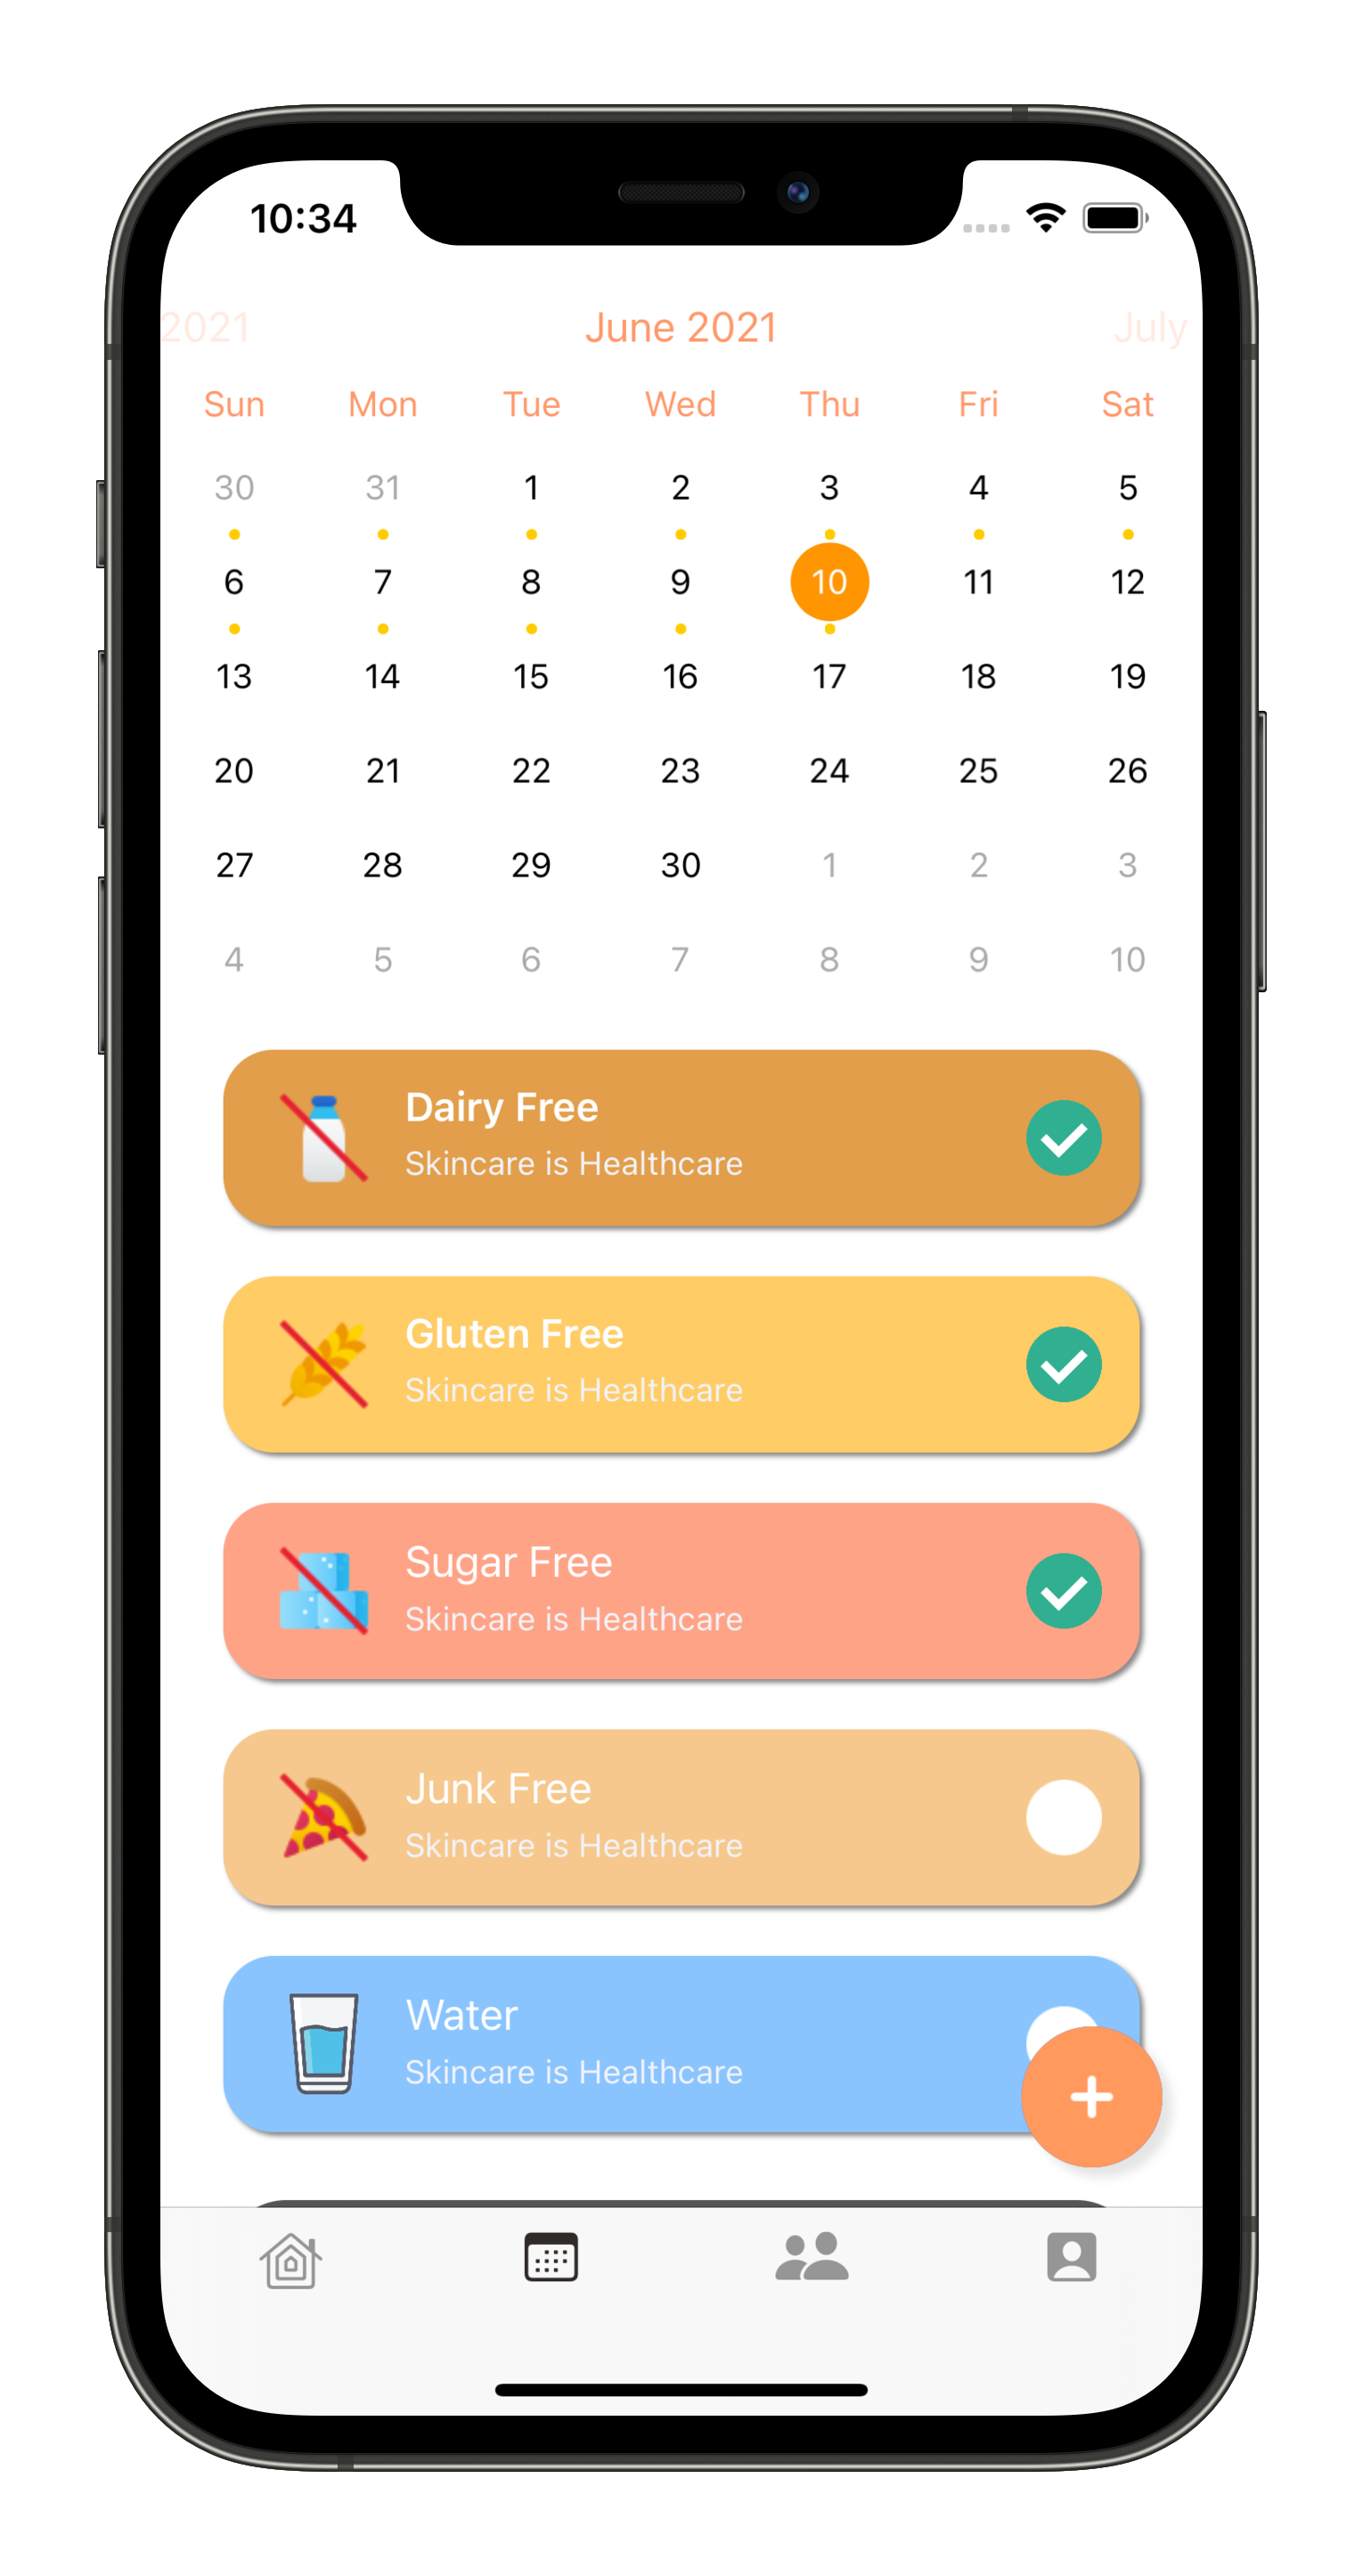 10:34
2021 June 2021 July
Sun Mon Tue Wed Thu Fri Sat
30 31 1 2 3 4 5
6 7 8 9 10 11 12
13 14 15 16 17 18 19
20 21 22 23 24 25 26
27 28 29 30 1 2 3
4 5 6 7 8 9 10
Dairy Free
Skincare is Healthcare
Gluten Free
Skincare is Healthcare
Sugar Free
Skincare is Healthcare
Junk Free
Skincare is Healthcare
Water
Skincare is Healthcare